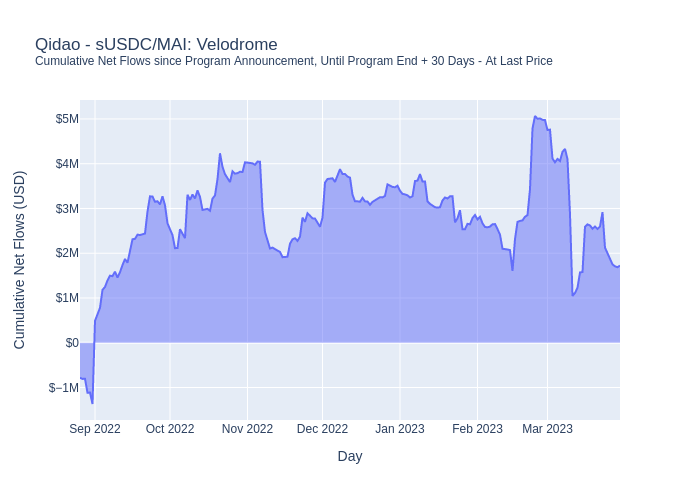 Qidao - sUSDC/MAI: Velodrome
Cumulative Net Flows since Program Announcement, Until Program End + 30 Days - At Last Price
Cumulative Net Flows (USD)
$5M
$4M
$3M
$2M
$1M
$0
$−1M
Sep 2022
Oct 2022
Nov 2022
Dec 2022
Jan 2023
Feb 2023
Mar 2023
Day